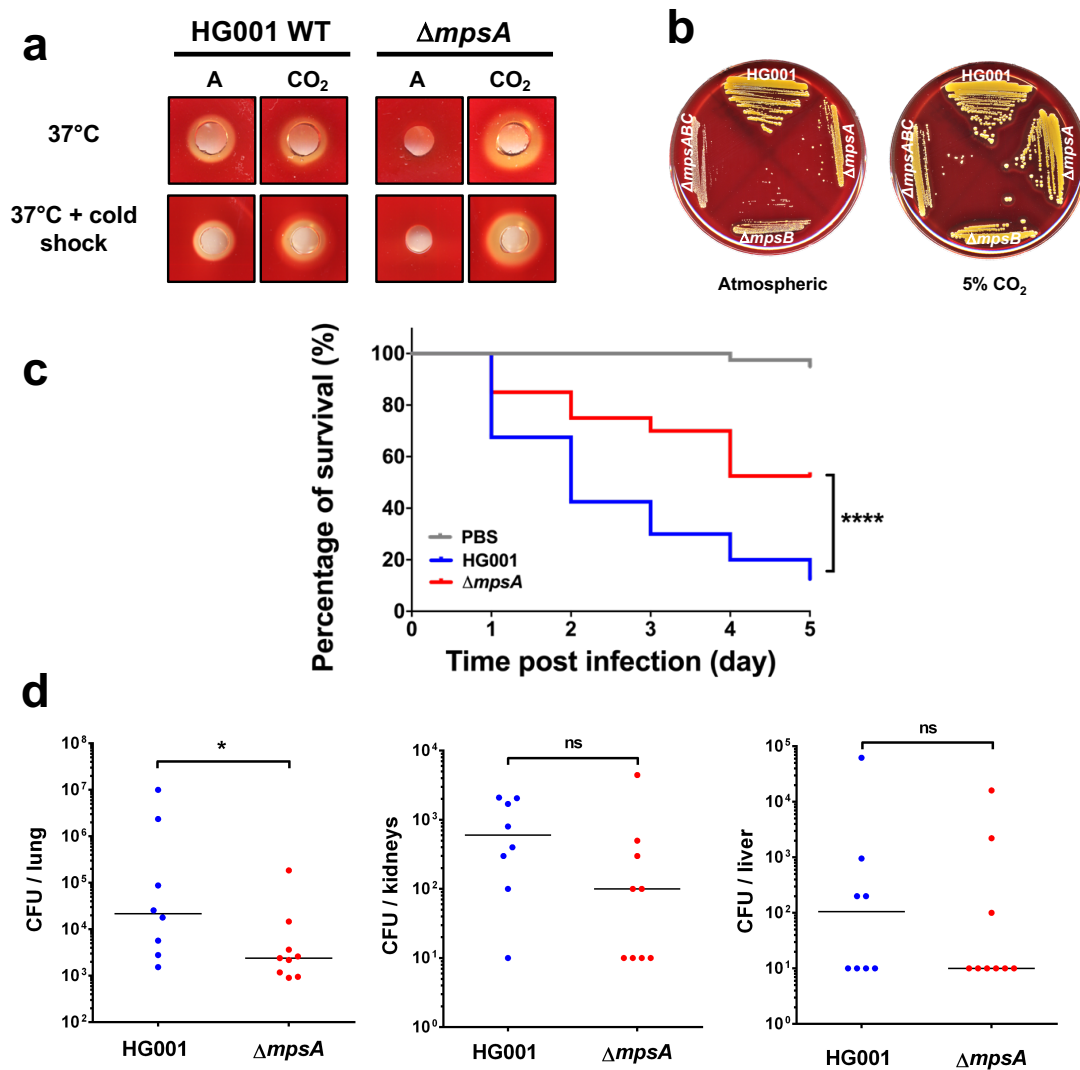 a
HG001 WT
ΔmpsA
A
CO2
A
CO2
37°C
37°C + cold
shock
b
HG001
ΔmpsA
ΔmpsB
ΔmpsABC
Atmospheric
HG001
ΔmpsA
ΔmpsB
ΔmpsABC
5% CO2
c
Percentage of survival (%)
100
80
60
40
20
0
PBS
HG001
ΔmpsA
****
0 1 2 3 4 5
Time post infection (day)
d
CFU / lung
10^8
10^7
10^6
10^5
10^4
10^3
10^2
*
HG001
ΔmpsA
CFU / kidneys
10^4
10^3
10^2
10^1
10^0
ns
HG001
ΔmpsA
CFU / liver
10^5
10^4
10^3
10^2
10^1
10^0
ns
HG001
ΔmpsA